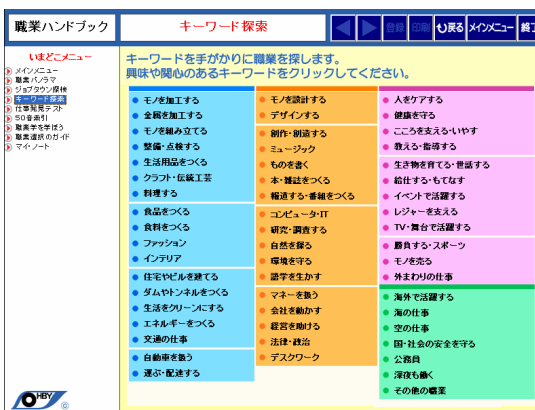 職業ハンドブック
キーワード探索
登録
印刷
戻る
メインメニュー
終了
いまどこメニュー
メインメニュー
職業パノラマ
ジョブタウン探検
キーワード探索
仕事発見テスト
50音索引
職業学を学ぼう
職業選択のガイド
マイ・ノート
キーワードを手がかりに職業を探します。
興味や関心のあるキーワードをクリックしてください。
モノを加工する
金属を加工する
モノを組み立てる
整備・点検する
生活用品をつくる
クラフト・伝統工芸
料理する
食品をつくる
食料をつくる
ファッション
インテリア
住宅やビルを建てる
ダムやトンネルをつくる
生活をクリーンにする
エネルギーをつくる
交通の仕事
自動車を扱う
運ぶ・配達する
モノを設計する
デザインする
創作・創造する
ミュージック
ものを書く
本・雑誌をつくる
報道する・番組をつくる
コンピュータ・IT
研究・調査する
自然を探る
環境を守る
語学を生かす
マネーを扱う
会社を動かす
経営を助ける
法律・政治
デスクワーク
人をケアする
健康を守る
こころを支える・いやす
教える・指導する
生き物を育てる・世話する
給仕する・もてなす
イベントで活躍する
レジャーを支える
TV・舞台で活躍する
勝負する・スポーツ
モノを売る
外まわりの仕事
海外で活躍する
海の仕事
空の仕事
国・社会の安全を守る
公務員
深夜も働く
その他の職業
OHBY